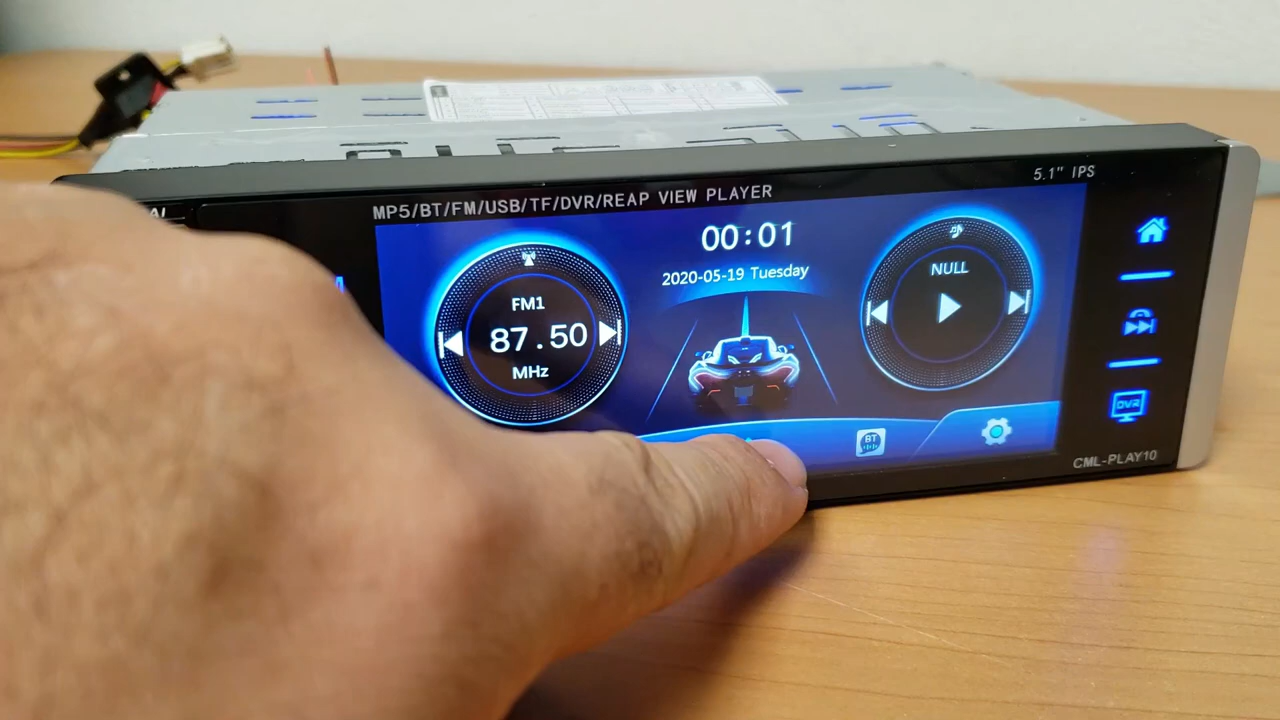 MP5/BT/FM/USB/TF/DVR/REAP VIEW PLAYER
5.1" IPS
00:01
2020-05-19 Tuesday
FM1
87.50
MHz
NULL
BT
DVR
CML-PLAY10